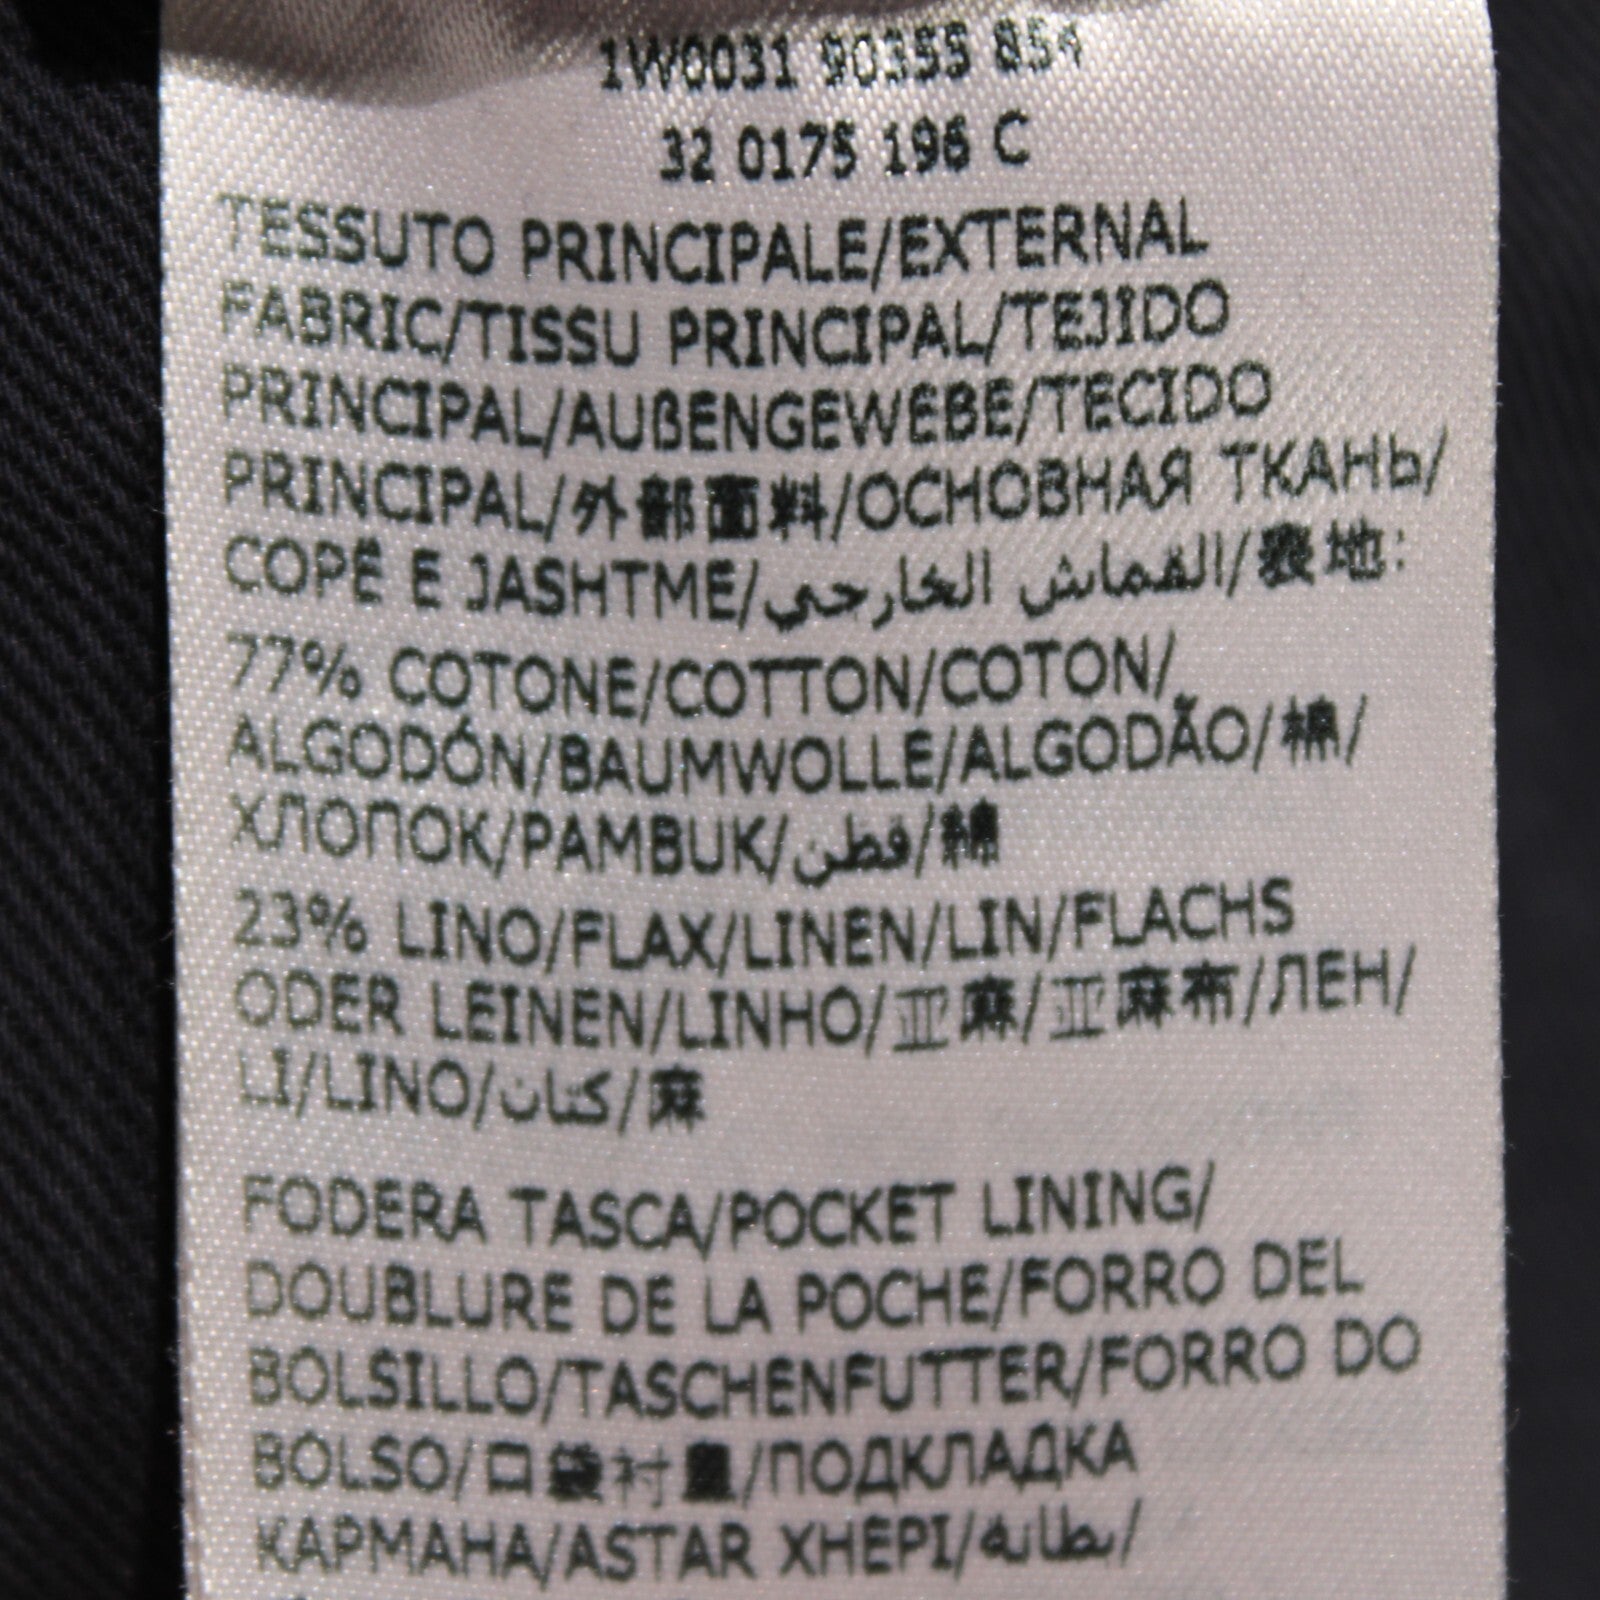 1W0031 90355 854
32 0175 196 C
TESSUTO PRINCIPALE/EXTERNAL
FABRIC/TISSU PRINCIPAL/TEJIDO
PRINCIPAL/AUßENGEWEBE/TECIDO
PRINCIPAL/外部面料/ОСНОВНАЯ ТКАНЬ/
COPË E JASHTME/القماش الخارجي/表地:
77% COTONE/COTTON/COTON/
ALGODÓN/BAUMWOLLE/ALGODÃO/棉/
ХЛОПОК/PAMBUK/قطن/綿
23% LINO/FLAX/LINEN/LIN/FLACHS
ODER LEINEN/LINHO/亚麻/亚麻布/ЛЕН/
LI/LINO/كتان/麻
FODERA TASCA/POCKET LINING/
DOUBLURE DE LA POCHE/FORRO DEL
BOLSILLO/TASCHENFUTTER/FORRO DO
BOLSO/口袋衬量/ПОДКЛАДКА
КАРМАНА/ASTAR XHEPI/بطانة/